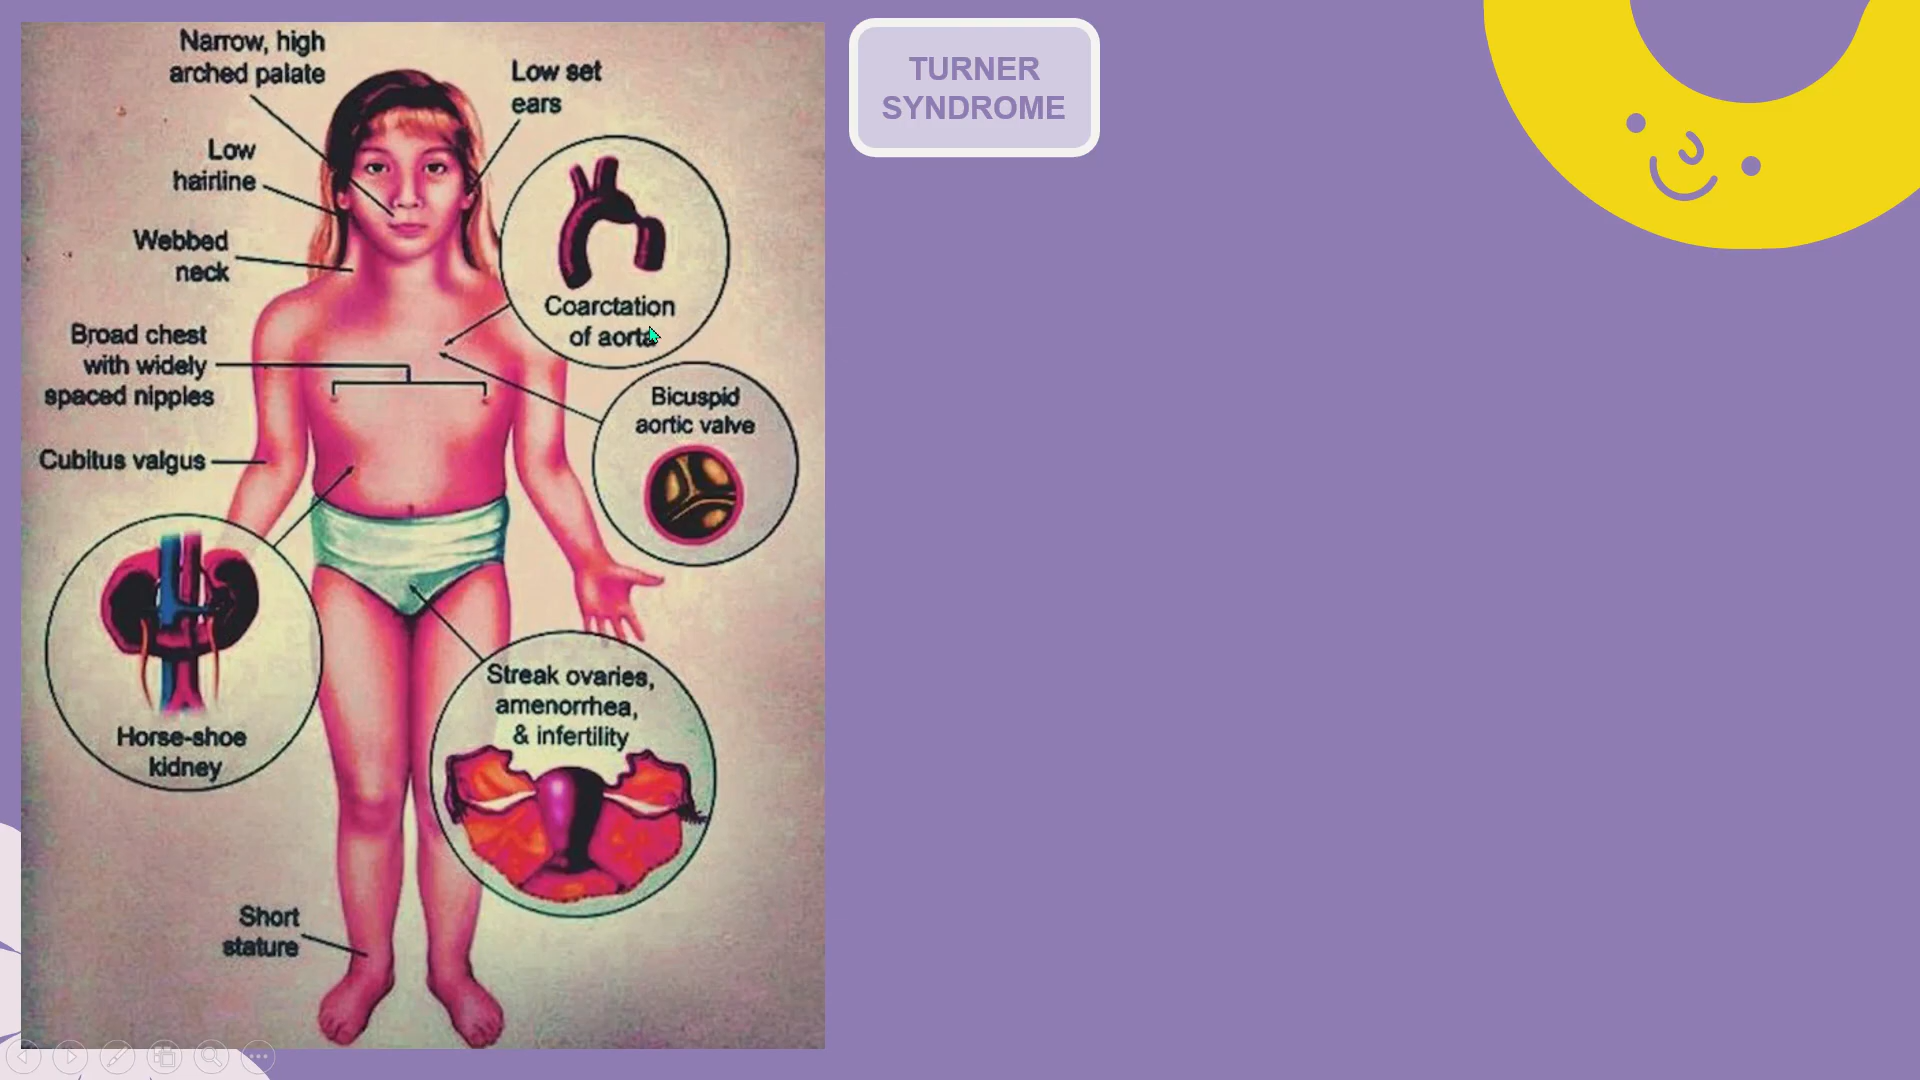 TURNER
SYNDROME
Narrow, high
arched palate
Low set
ears
Low
hairline
Webbed
neck
Coarctation
of aorta
Broad chest
with widely
spaced nipples
Bicuspid
aortic valve
Cubitus valgus
Streak ovaries,
amenorrhea,
& infertility
Horse-shoe
kidney
Short
stature